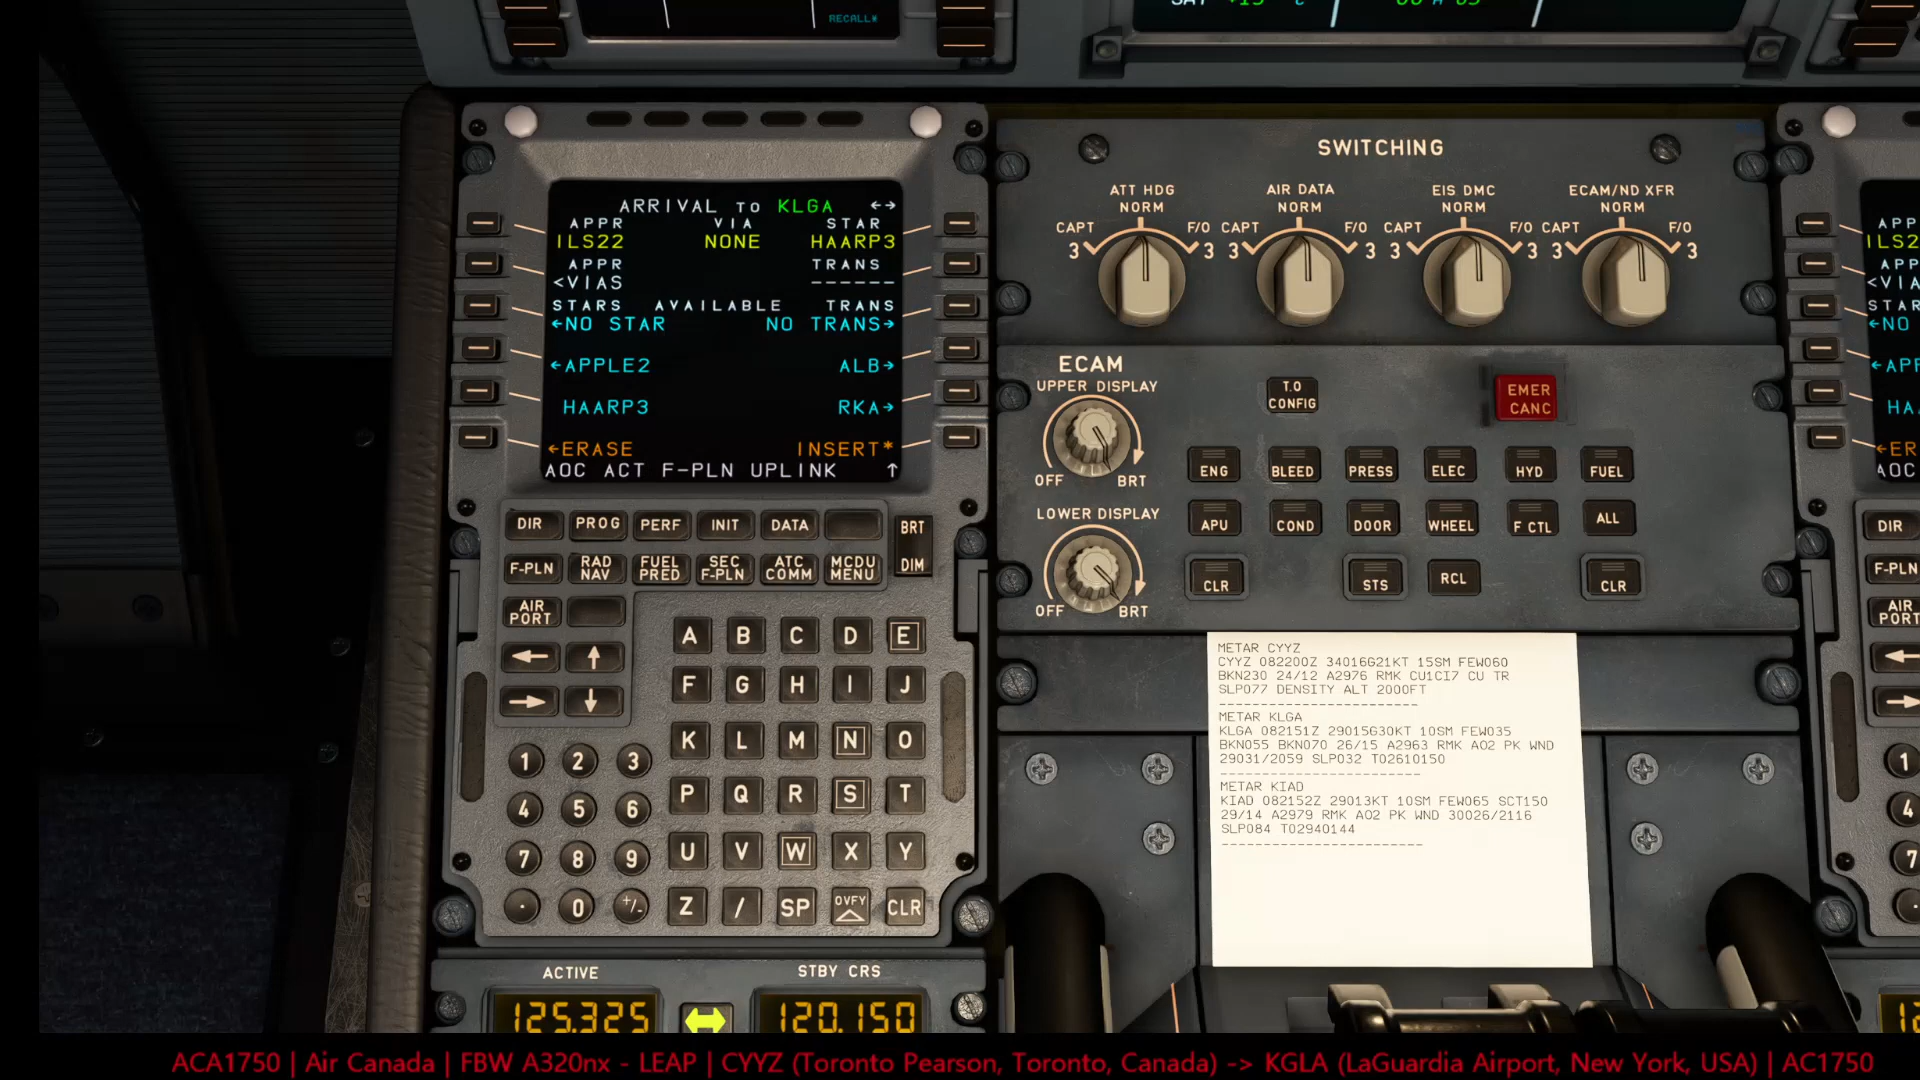 RECALL*
ARRIVAL TO KLGA ←→
APPR VIA STAR
ILS22 NONE HAARP3
APPR TRANS
<VIAS ------
STARS AVAILABLE TRANS
←NO STAR NO TRANS→
←APPLE2 ALB→
HAARP3 RKA→
←ERASE INSERT*
AOC ACT F-PLN UPLINK ↑
DIR PROG PERF INIT DATA BRT
F-PLN RAD NAV FUEL PRED SEC F-PLN ATC COMM MCDU MENU DIM
AIR PORT
← ↑
→ ↓
A B C D E
F G H I J
K L M N O
P Q R S T
U V W X Y
Z / SP OVFY CLR
1 2 3
4 5 6
7 8 9
. 0 +/-
ACTIVE STBY CRS
125.325 120.150
SWITCHING
ATT HDG AIR DATA EIS DMC ECAM/ND XFR
NORM NORM NORM NORM
CAPT F/O CAPT F/O CAPT F/O CAPT F/O
3 3 3 3 3 3 3 3
ECAM
UPPER DISPLAY
OFF BRT
LOWER DISPLAY
OFF BRT
T.O CONFIG
EMER CANC
ENG BLEED PRESS ELEC HYD FUEL
APU COND DOOR WHEEL F CTL ALL
CLR STS RCL CLR
METAR CYYZ
CYYZ 082200Z 34016G21KT 15SM FEW060
BKN230 24/12 A2976 RMK CU1CI7 CU TR
SLP077 DENSITY ALT 2000FT
------------------------
METAR KLGA
KLGA 082151Z 29015G30KT 10SM FEW035
BKN055 BKN070 26/15 A2963 RMK AO2 PK WND
29031/2059 SLP032 T02610150
------------------------
METAR KIAD
KIAD 082152Z 29013KT 10SM FEW065 SCT150
29/14 A2979 RMK AO2 PK WND 30026/2116
SLP084 T02940144
------------------------
DIR
F-PLN
AIR PORT
←
→
1
4
7
ACA1750 | Air Canada | FBW A320nx - LEAP | CYYZ (Toronto Pearson, Toronto, Canada) -> KGLA (LaGuardia Airport, New York, USA) | AC1750